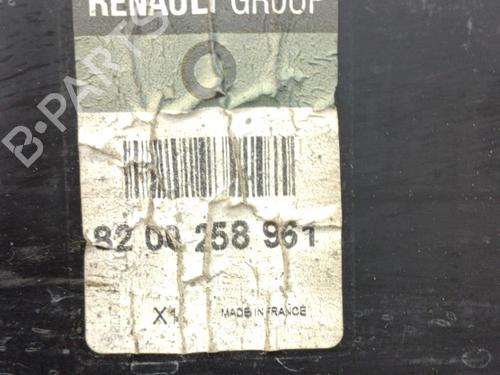 RENAULT GROUP
B-PARTS
82 00 258 961
X1
MADE IN FRANCE